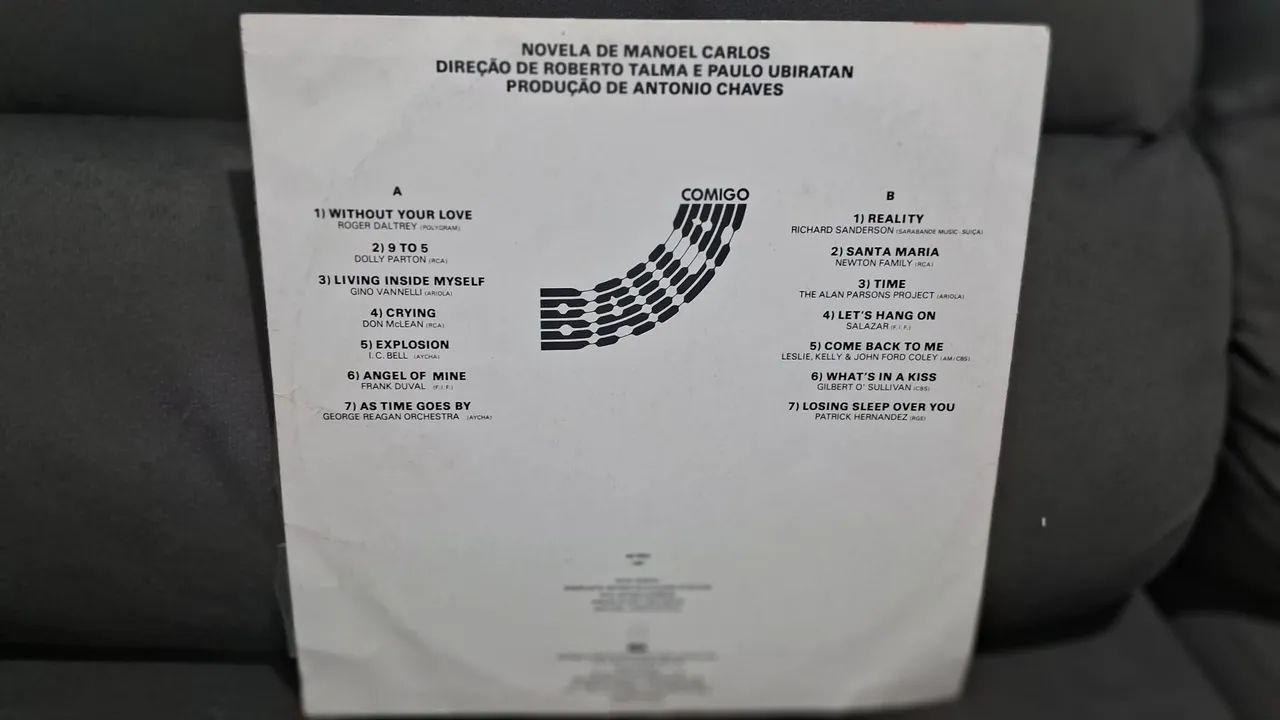 NOVELA DE MANOEL CARLOS
DIREÇÃO DE ROBERTO TALMA E PAULO UBIRATAN
PRODUÇÃO DE ANTONIO CHAVES
COMIGO
A
1) WITHOUT YOUR LOVE
ROGER DALTREY (POLYGRAM)
2) 9 TO 5
DOLLY PARTON (RCA)
3) LIVING INSIDE MYSELF
GINO VANNELLI (ARIOLA)
4) CRYING
DON McLEAN (RCA)
5) EXPLOSION
I.C. BELL (AYCHA)
6) ANGEL OF MINE
FRANK DUVAL (F.I.F.)
7) AS TIME GOES BY
GEORGE REAGAN ORCHESTRA (AYCHA)
B
1) REALITY
RICHARD SANDERSON (SARABANDE MUSIC-SUIÇA)
2) SANTA MARIA
NEWTON FAMILY (RCA)
3) TIME
THE ALAN PARSONS PROJECT (ARIOLA)
4) LET'S HANG ON
SALAZAR (F.I.F.)
5) COME BACK TO ME
LESLIE, KELLY & JOHN FORD COLEY (AM/CBS)
6) WHAT'S IN A KISS
GILBERT O' SULLIVAN (CBS)
7) LOSING SLEEP OVER YOU
PATRICK HERNANDEZ (RGE)